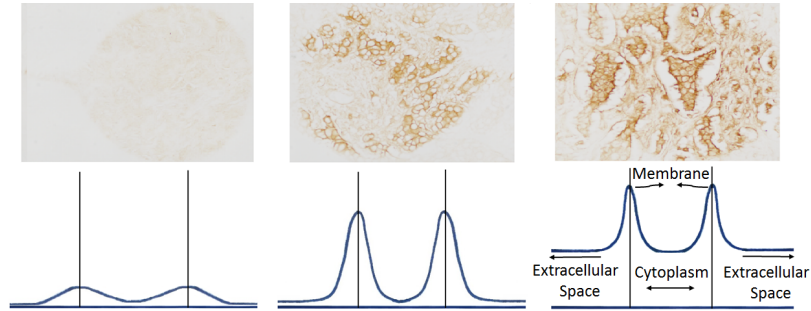 Membrane
Extracellular
Space
Cytoplasm
Extracellular
Space